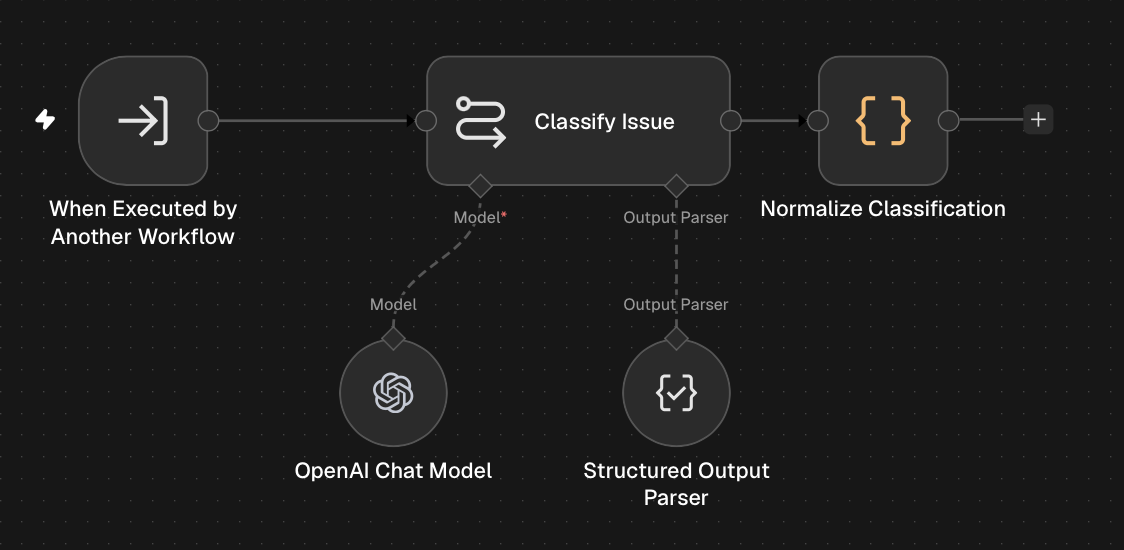 Classify Issue
When Executed by
Another Workflow
Model*
Output Parser
Normalize Classification
Model
Output Parser
OpenAI Chat Model
Structured Output
Parser